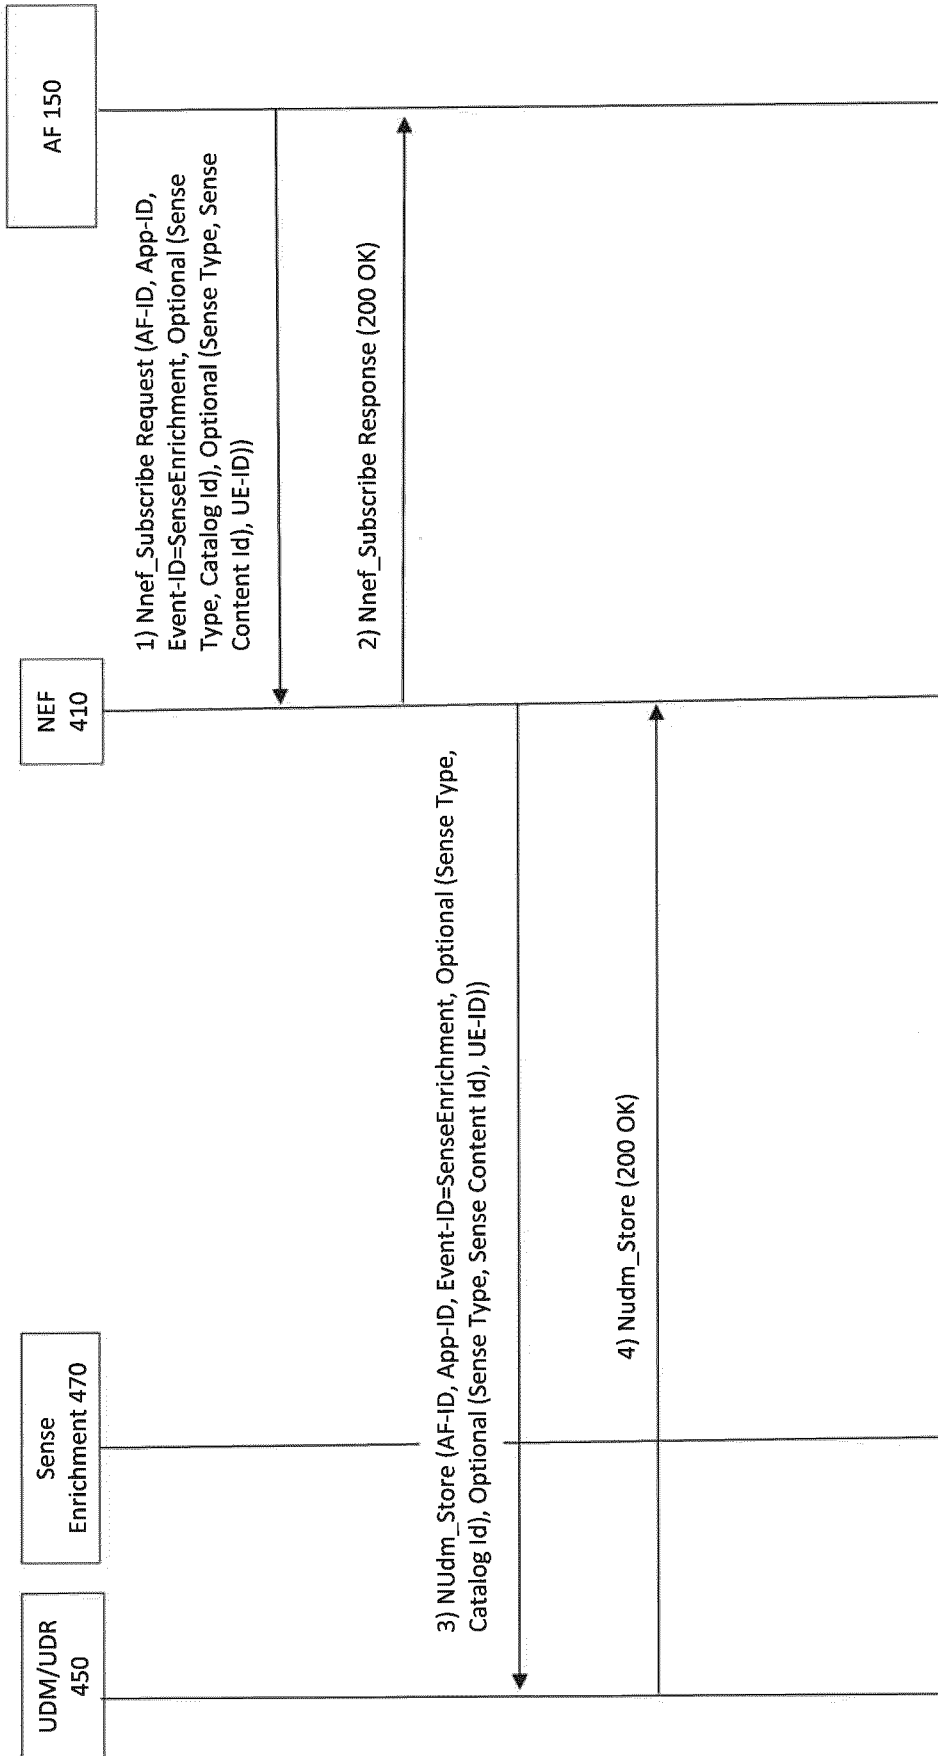 UDM/UDR
450
Sense
Enrichment 470
NEF
410
AF 150
1) Nnef_Subscribe Request (AF-ID, App-ID,
Event-ID=SenseEnrichment, Optional (Sense
Type, Catalog Id), Optional (Sense Type, Sense
Content Id), UE-ID))
2) Nnef_Subscribe Response (200 OK)
3) NUdm_Store (AF-ID, App-ID, Event-ID=SenseEnrichment, Optional (Sense Type,
Catalog Id), Optional (Sense Type, Sense Content Id), UE-ID))
4) Nudm_Store (200 OK)